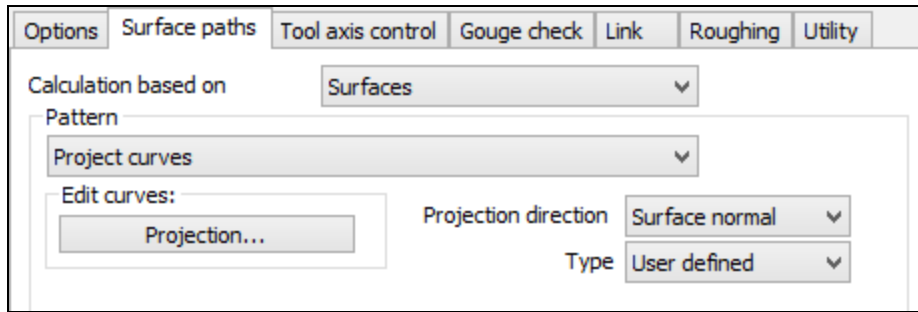 Options Surface paths Tool axis control Gouge check Link Roughing Utility
Calculation based on Surfaces
Pattern
Project curves
Edit curves:
Projection...
Projection direction Surface normal
Type User defined